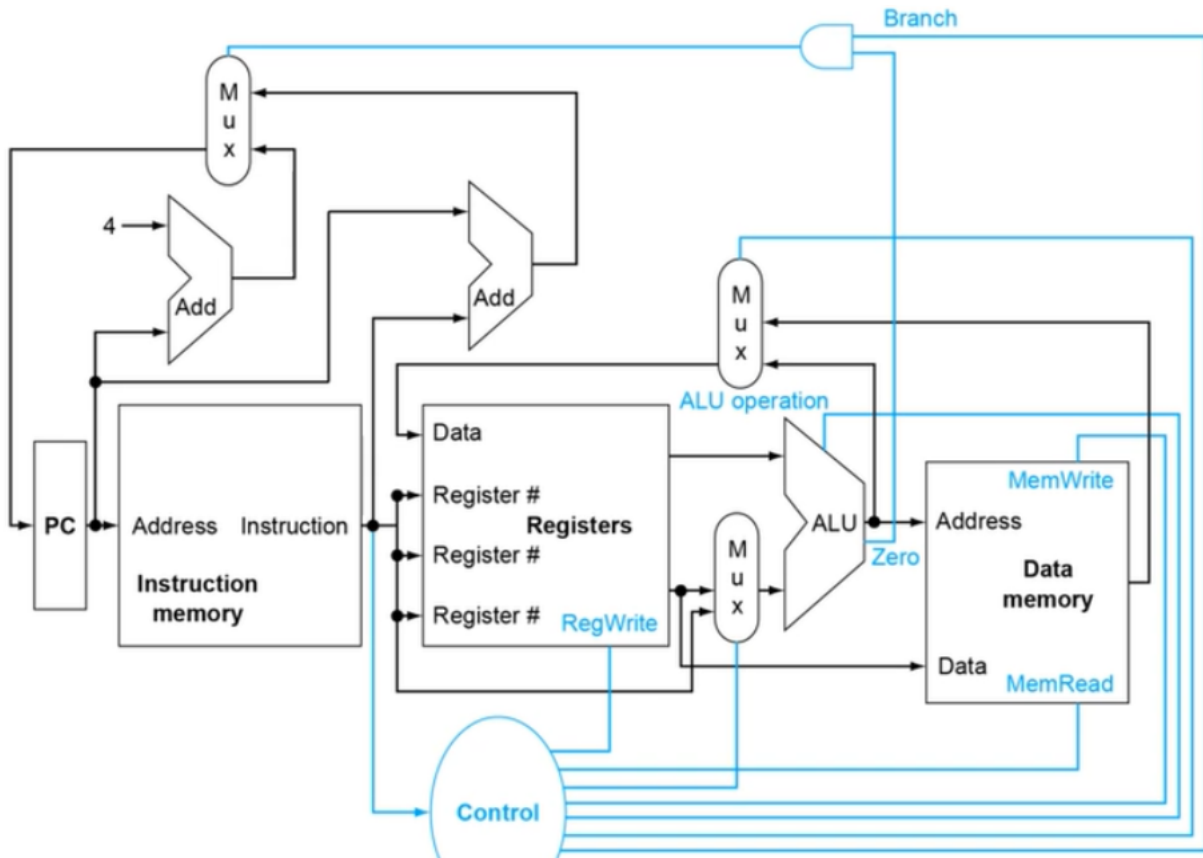 Branch
M
u
x
4
Add
Add
M
u
x
ALU operation
Data
Register #
Registers
Register #
Register #
RegWrite
PC
Address
Instruction
Instruction
memory
M
u
x
ALU
Zero
MemWrite
Address
Data
memory
Data
MemRead
Control